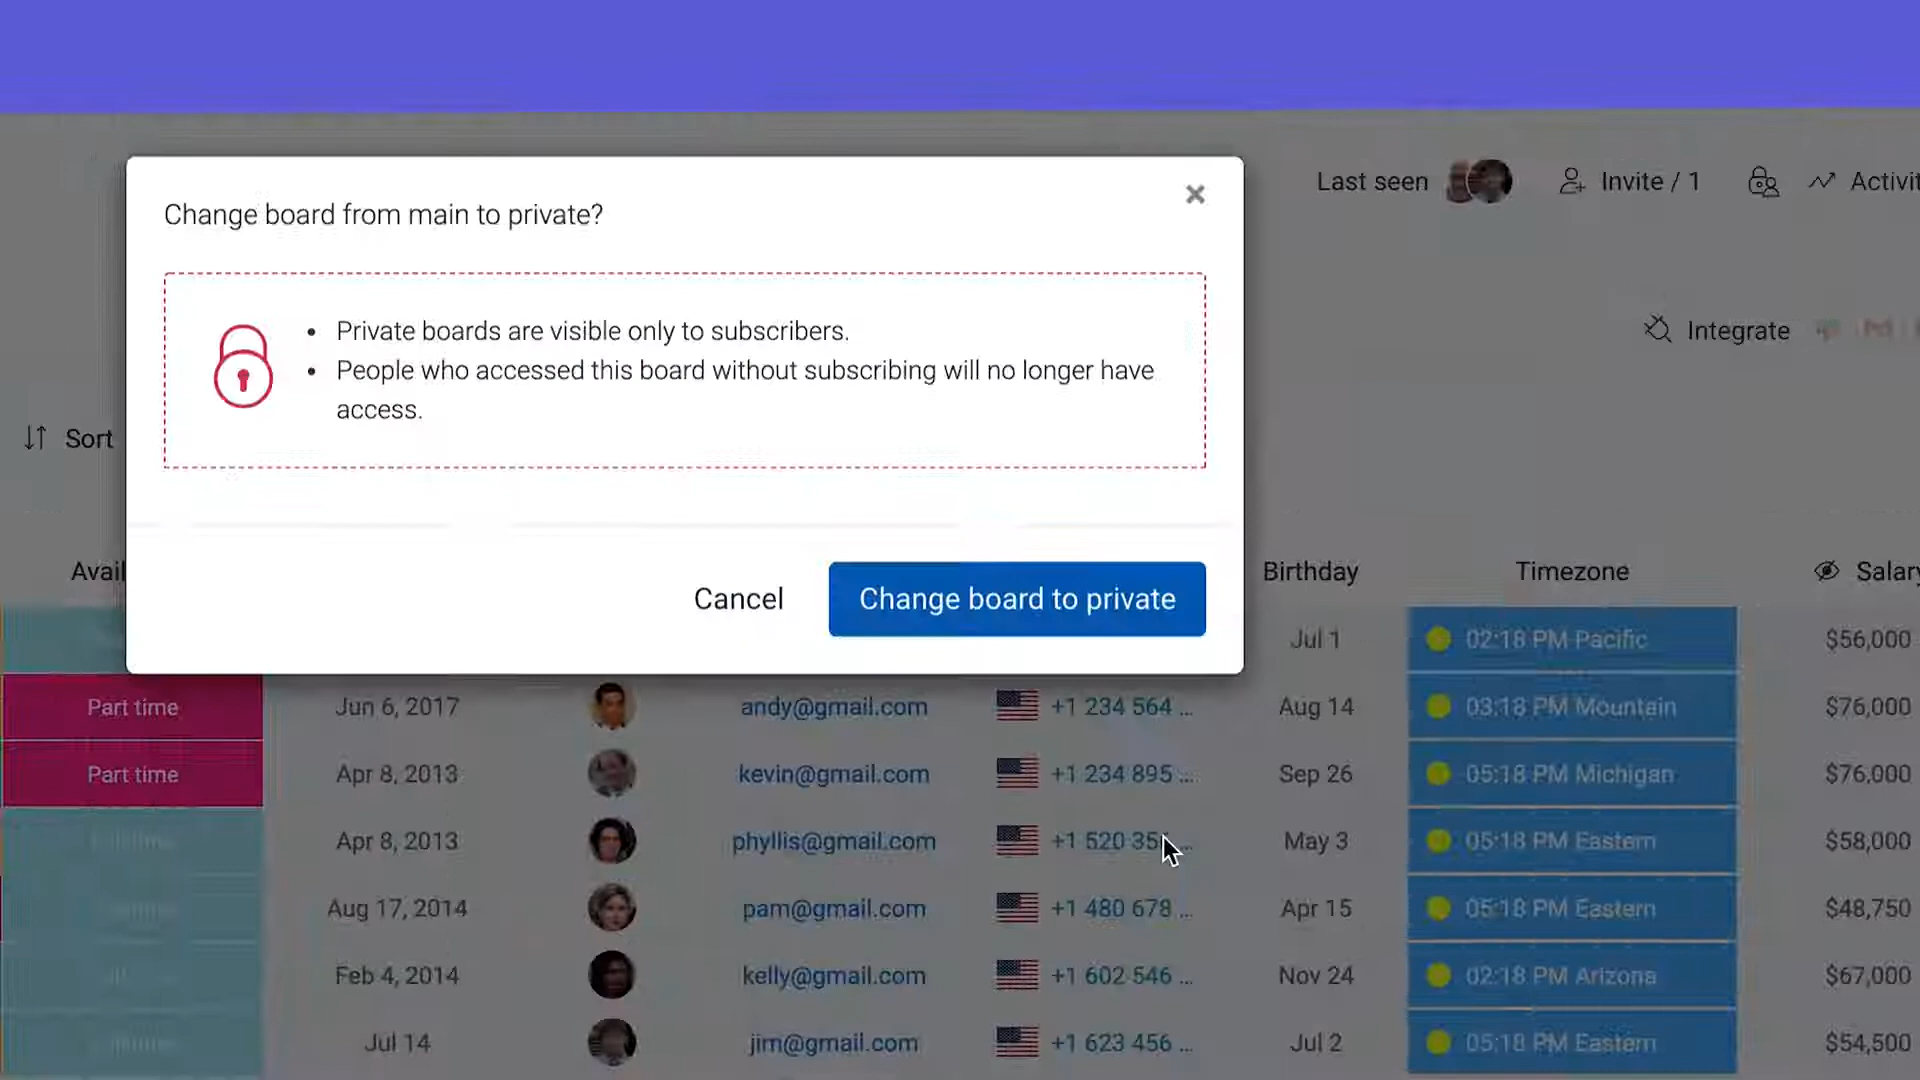 Last seen Invite / 1 Activit
Change board from main to private?
Private boards are visible only to subscribers.
People who accessed this board without subscribing will no longer have
access.
Integrate
Sort
Cancel Change board to private
Avail Birthday Timezone Salary
Jul 1 02:18 PM Pacific $56,000
Part time Jun 6, 2017 andy@gmail.com +1 234 564 ... Aug 14 03:18 PM Mountain $76,000
Part time Apr 8, 2013 kevin@gmail.com +1 234 895 ... Sep 26 05:18 PM Michigan $76,000
Apr 8, 2013 phyllis@gmail.com +1 520 35 May 3 05:18 PM Eastern $58,000
Aug 17, 2014 pam@gmail.com +1 480 678 ... Apr 15 05:18 PM Eastern $48,750
Feb 4, 2014 kelly@gmail.com +1 602 546 ... Nov 24 02:18 PM Arizona $67,000
Jul 14 jim@gmail.com +1 623 456 ... Jul 2 05:18 PM Eastern $54,500